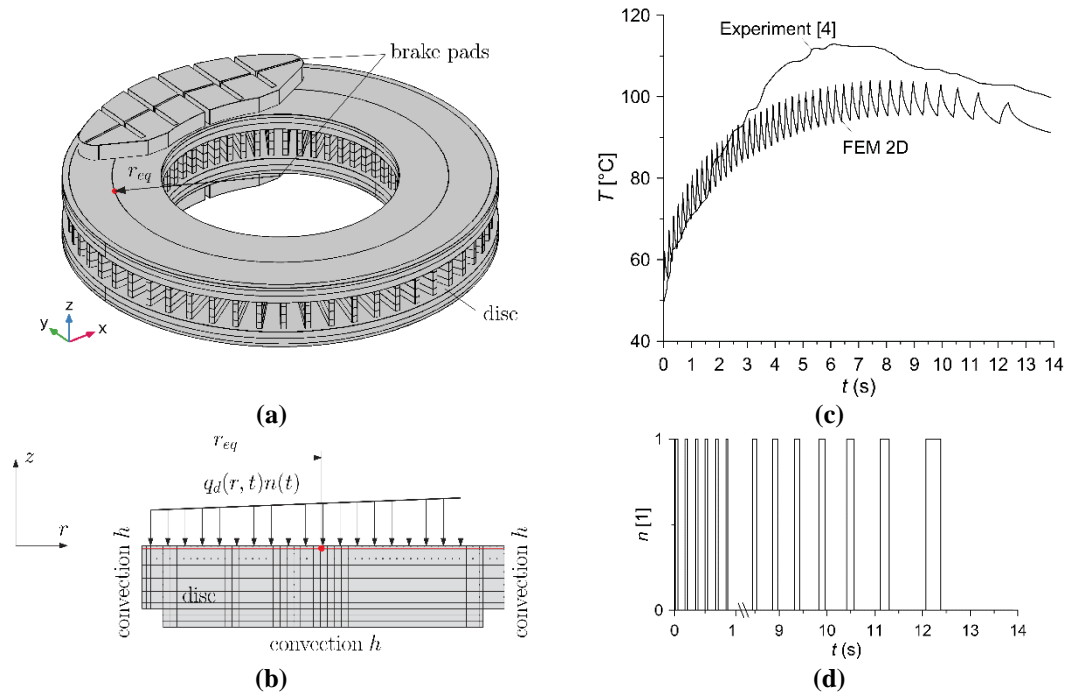 brake pads
r_eq
disc
z
y
x
(a)
120
100
80
60
40
T [°C]
Experiment [4]
FEM 2D
0 1 2 3 4 5 6 7 8 9 10 11 12 13 14
t (s)
(c)
r_eq
z
q_d(r, t)n(t)
r
convection h
disc
convection h
convection h
(b)
1
0
n [1]
0 1 9 10 11 12 13 14
t (s)
(d)